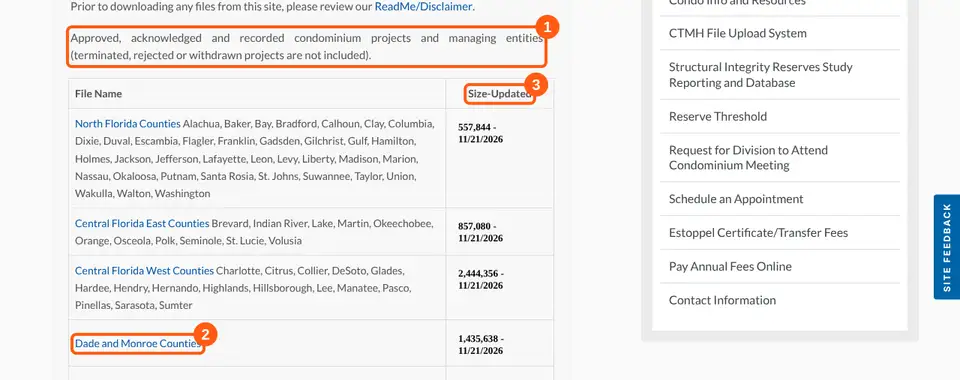 Prior to downloading any files from this site, please review our ReadMe/Disclaimer.
1
Approved, acknowledged and recorded condominium projects and managing entities
(terminated, rejected or withdrawn projects are not included).
3
File Name
Size-Updated
North Florida Counties Alachua, Baker, Bay, Bradford, Calhoun, Clay, Columbia,
Dixie, Duval, Escambia, Flagler, Franklin, Gadsden, Gilchrist, Gulf, Hamilton,
Holmes, Jackson, Jefferson, Lafayette, Leon, Levy, Liberty, Madison, Marion,
Nassau, Okaloosa, Putnam, Santa Rosa, St. Johns, Suwannee, Taylor, Union,
Wakulla, Walton, Washington
557,844 -
11/21/2026
Central Florida East Counties Brevard, Indian River, Lake, Martin, Okeechobee,
Orange, Osceola, Polk, Seminole, St. Lucie, Volusia
857,080 -
11/21/2026
Central Florida West Counties Charlotte, Citrus, Collier, DeSoto, Glades,
Hardee, Hendry, Hernando, Highlands, Hillsborough, Lee, Manatee, Pasco,
Pinellas, Sarasota, Sumter
2,444,356 -
11/21/2026
2
Dade and Monroe Counties
1,435,638 -
11/21/2026
Condo Info and Resources
CTMH File Upload System
Structural Integrity Reserves Study
Reporting and Database
Reserve Threshold
Request for Division to Attend
Condominium Meeting
Schedule an Appointment
Estoppel Certificate/Transfer Fees
Pay Annual Fees Online
Contact Information
SITE FEEDBACK